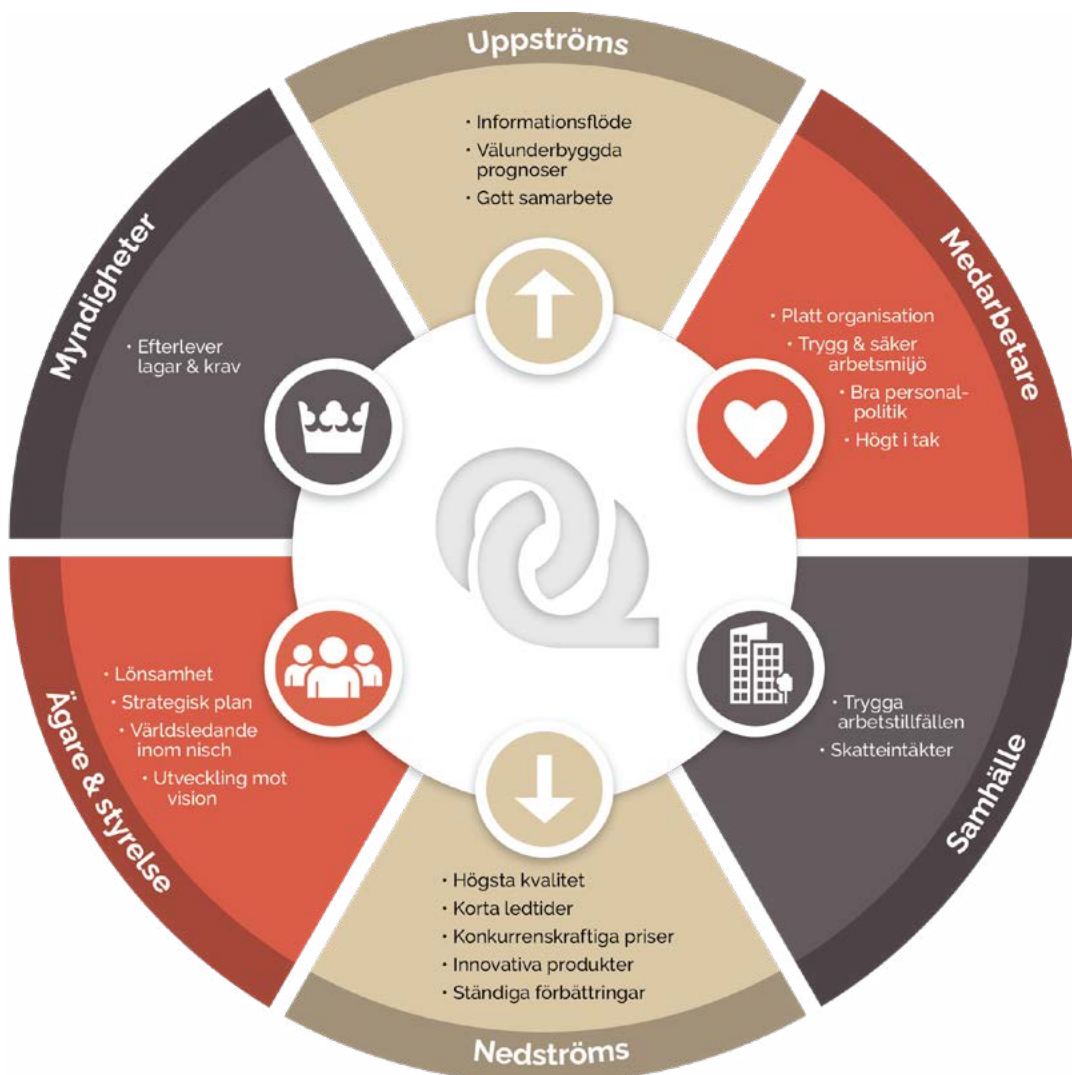 Uppströms
• Informationsflöde
• Välunderbyggda
prognoser
• Gott samarbete
Medarbetare
• Platt organisation
• Trygg & säker
arbetsmiljö
• Bra personal-
politik
• Högt i tak
Samhälle
• Trygga
arbetstillfällen
• Skatteintäkter
Nedströms
• Högsta kvalitet
• Korta ledtider
• Konkurrenskraftiga priser
• Innovativa produkter
• Ständiga förbättringar
Ägare & styrelse
• Lönsamhet
• Strategisk plan
• Världsledande
inom nisch
• Utveckling mot
vision
Myndigheter
• Efterlever
lagar & krav